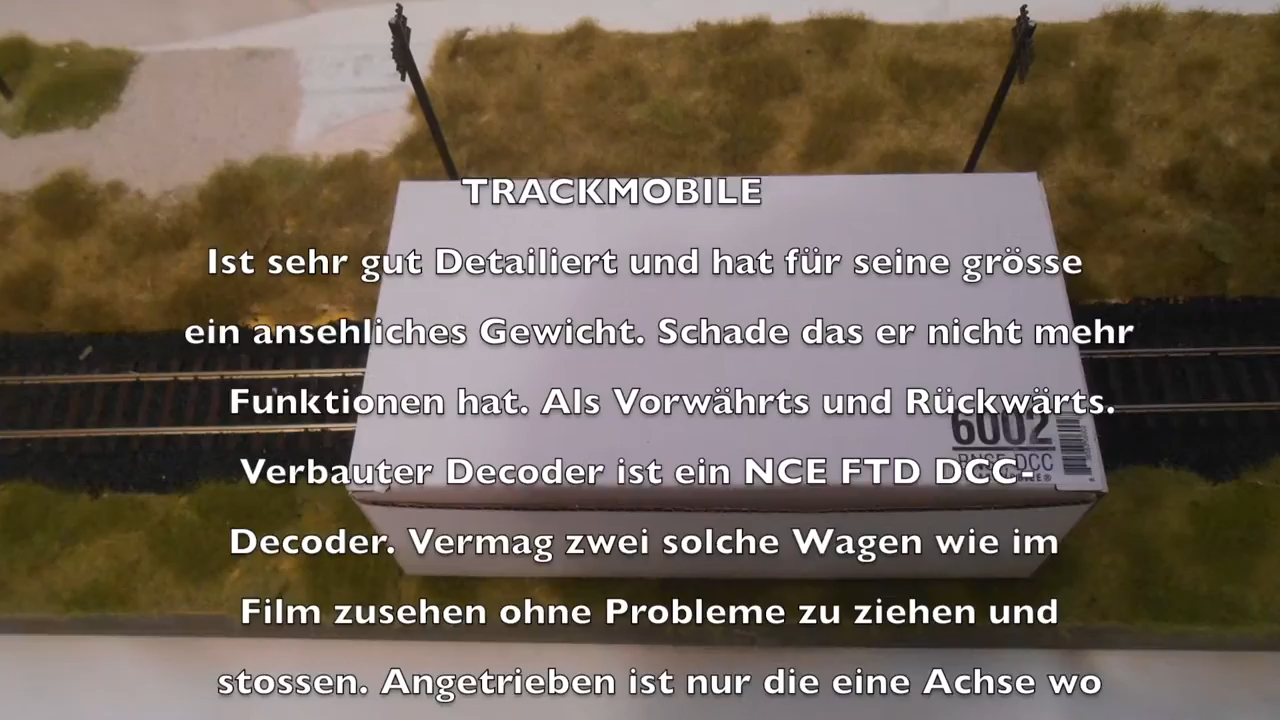 TRACKMOBILE
Ist sehr gut Detailiert und hat für seine grösse
ein ansehliches Gewicht. Schade das er nicht mehr
Funktionen hat. Als Vorwährts und Rückwärts.
6002
Verbauter Decoder ist ein NCE FTD DCC-
BNSF DCC
Decoder. Vermag zwei solche Wagen wie im
Film zusehen ohne Probleme zu ziehen und
stossen. Angetrieben ist nur die eine Achse wo